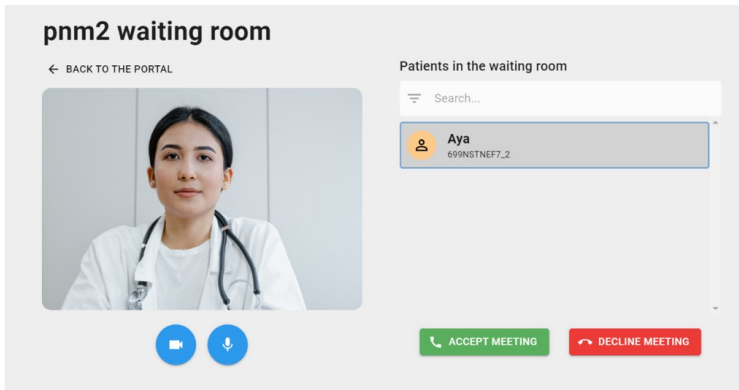 pnm2 waiting room
BACK TO THE PORTAL
Patients in the waiting room
Search...
Aya
699NSTNEF7_2
ACCEPT MEETING
DECLINE MEETING